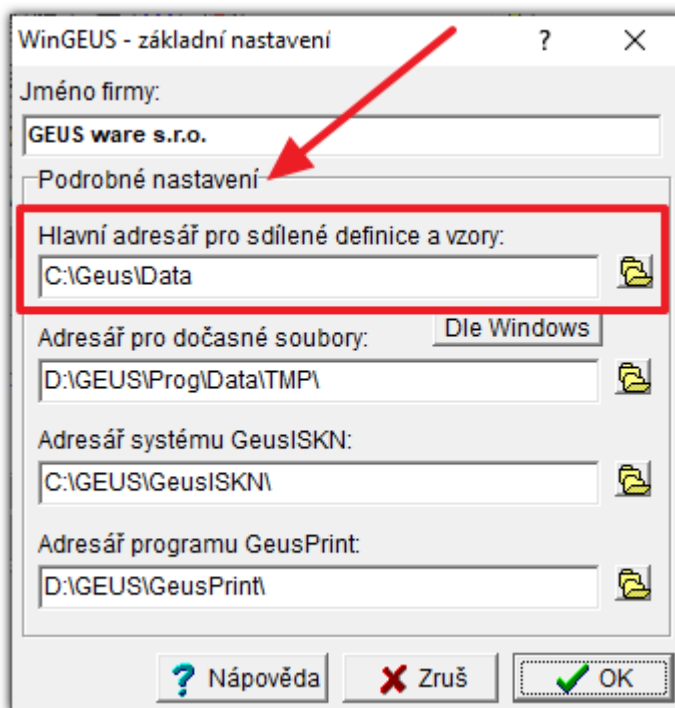 WinGEUS - základní nastavení ? ×
Jméno firmy:
GEUS ware s.r.o.
Podrobné nastavení
Hlavní adresář pro sdílené definice a vzory:
C:\Geus\Data
Adresář pro dočasné soubory: Dle Windows
D:\GEUS\Prog\Data\TMP\
Adresář systému GeusISKN:
C:\GEUS\GeusISKN\
Adresář programu GeusPrint:
D:\GEUS\GeusPrint\
Nápověda Zruš OK